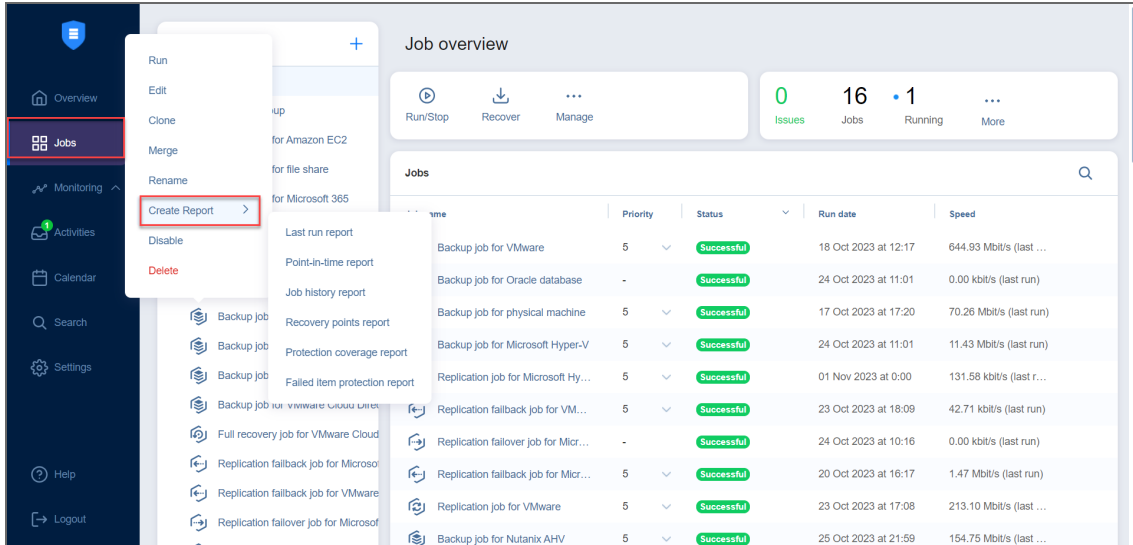 Overview
Jobs
Monitoring
1
Activities
Calendar
Search
Settings
Help
Logout
+
Run
Edit
Clone
Merge
Rename
Create Report
Disable
Delete
Last run report
Point-in-time report
Job history report
Recovery points report
Protection coverage report
Failed item protection report
for Amazon EC2
for file share
for Microsoft 365
Backup job
Backup job
Backup job
Backup job for VMware Cloud Direc
Full recovery job for VMware Cloud
Replication failback job for Microsof
Replication failback job for VMware
Replication failover job for Microsof
Job overview
Run/Stop
Recover
Manage
0
Issues
16
Jobs
1
Running
More
Jobs
Priority Status Run date Speed
Backup job for VMware 5 Successful 18 Oct 2023 at 12:17 644.93 Mbit/s (last ...
Backup job for Oracle database - Successful 24 Oct 2023 at 11:01 0.00 kbit/s (last run)
Backup job for physical machine 5 Successful 17 Oct 2023 at 17:20 70.26 Mbit/s (last run)
Backup job for Microsoft Hyper-V 5 Successful 24 Oct 2023 at 11:01 11.43 Mbit/s (last run)
Replication job for Microsoft Hy... 5 Successful 01 Nov 2023 at 0:00 131.58 kbit/s (last r...
Replication failback job for VM... 5 Successful 23 Oct 2023 at 18:09 42.71 kbit/s (last run)
Replication failover job for Micr... - Successful 24 Oct 2023 at 10:16 0.00 kbit/s (last run)
Replication failback job for Micr... 5 Successful 20 Oct 2023 at 16:17 1.47 Mbit/s (last run)
Replication job for VMware 5 Successful 23 Oct 2023 at 17:08 213.10 Mbit/s (last ...
Backup job for Nutanix AHV 5 Successful 25 Oct 2023 at 21:59 154.75 Mbit/s (last ...